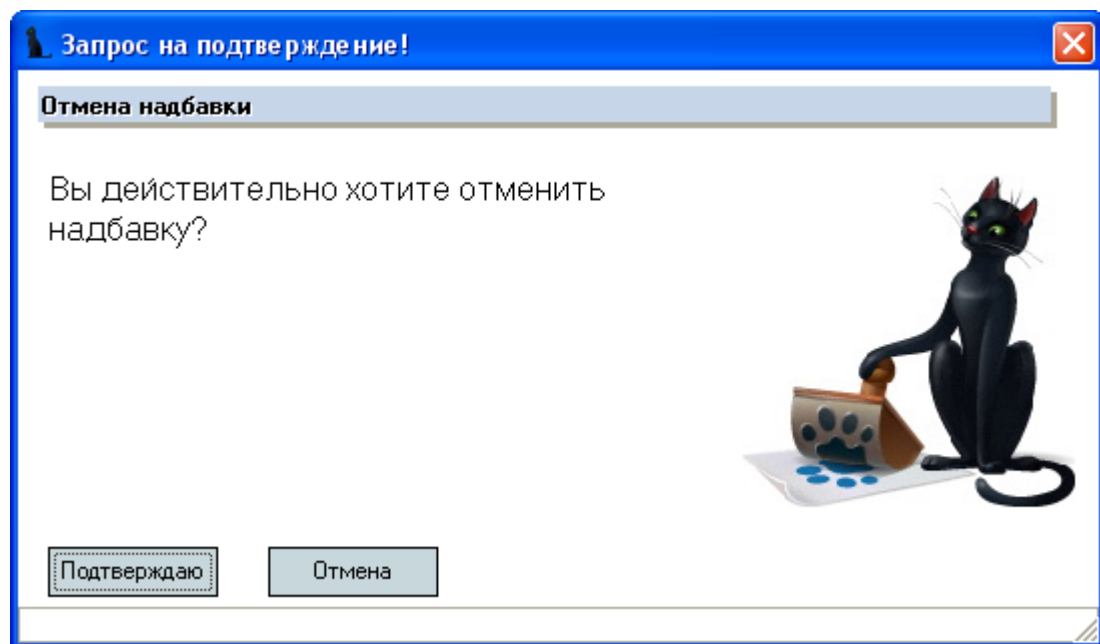 Запрос на подтверждение!
Отмена надбавки
Вы действительно хотите отменить
надбавку?
Подтверждаю
Отмена